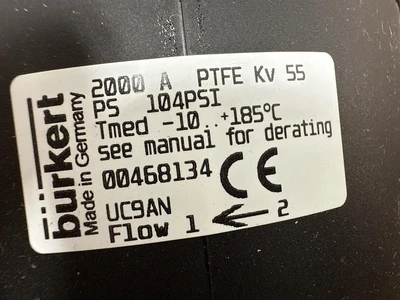 bürkert
Made in Germany
2000 A PTFE Kv 55
PS 104PSI
Tmed -10..+185°C
see manual for derating
00468134 CE
UC9AN
Flow 1 ← 2